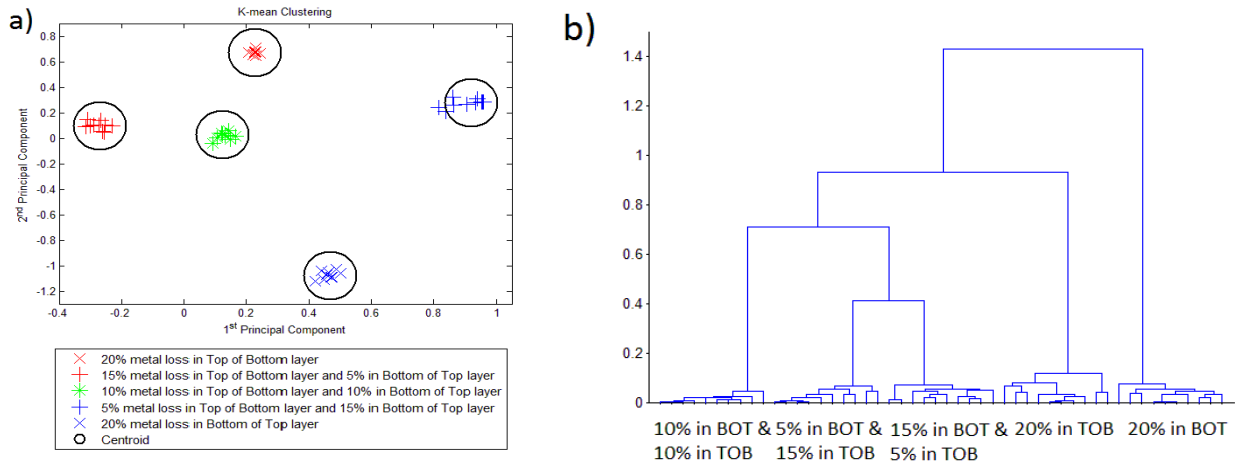 a)
K-mean Clustering
0.8
0.6
0.4
0.2
0
-0.2
-0.4
-0.6
-0.8
-1
-1.2
2nd Principal Component
-0.4
-0.2
0
0.2
0.4
0.6
0.8
1
1st Principal Component
20% metal loss in Top of Bottom layer
15% metal loss in Top of Bottom layer and 5% in Bottom of Top layer
10% metal loss in Top of Bottom layer and 10% in Bottom of Top layer
5% metal loss in Top of Bottom layer and 15% in Bottom of Top layer
20% metal loss in Bottom of Top layer
Centroid
b)
1.4
1.2
1
0.8
0.6
0.4
0.2
0
10% in BOT &
10% in TOB
5% in BOT &
15% in TOB
15% in BOT &
5% in TOB
20% in TOB
20% in BOT